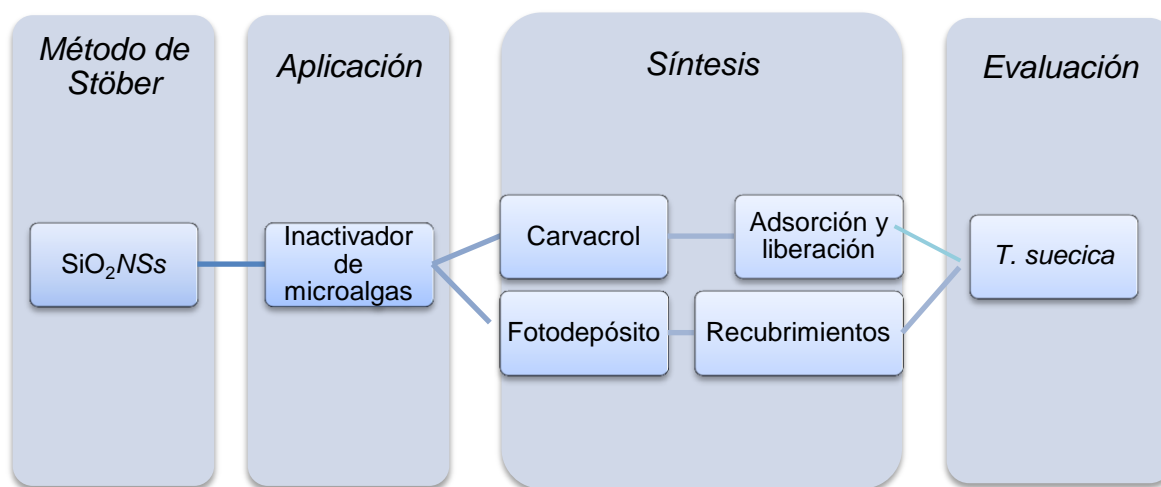 Método de
Stöber
Aplicación
Síntesis
Evaluación
SiO₂NSs
Inactivador
de
microalgas
Carvacrol
Adsorción y
liberación
Fotodepósito
Recubrimientos
T. suecica